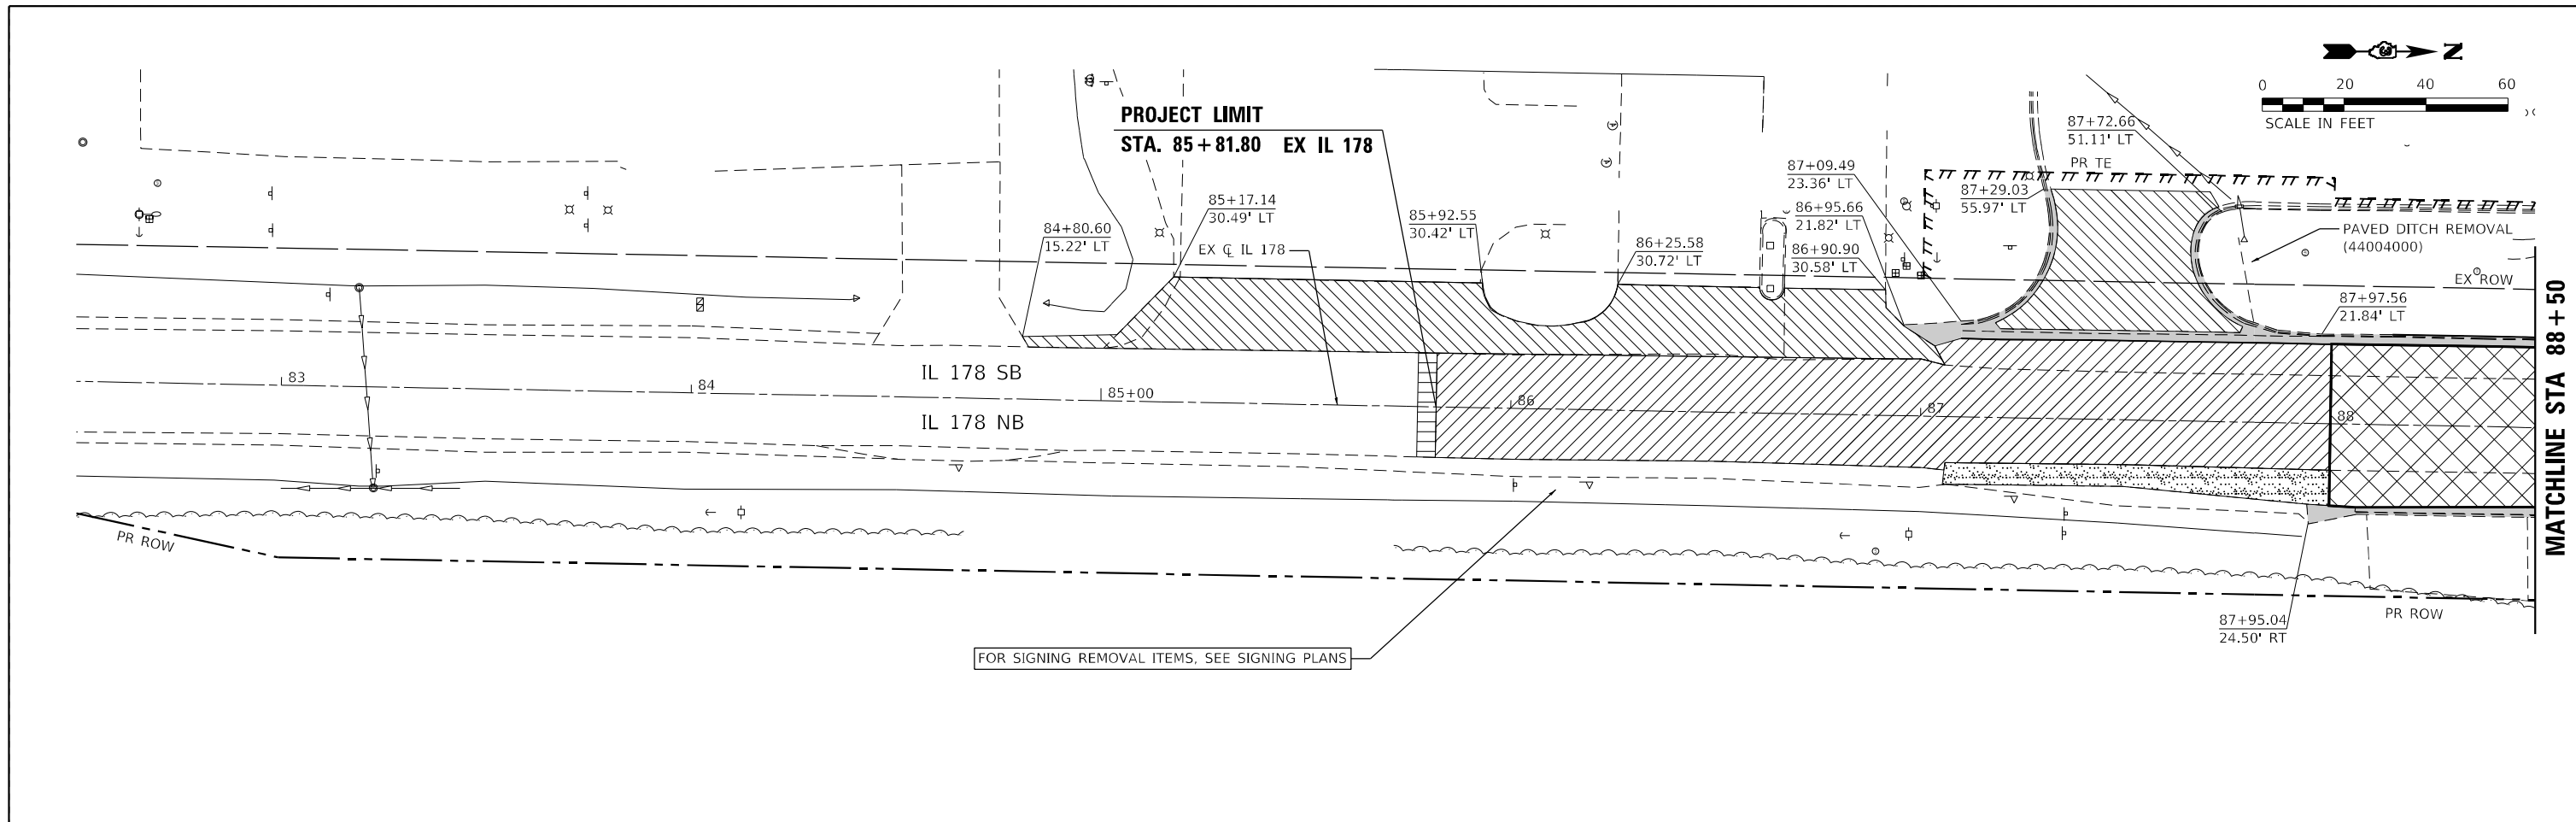 N
0 20 40 60
SCALE IN FEET
PROJECT LIMIT
STA. 85+81.80 EX IL 178
84+80.60
15.22' LT
85+17.14
30.49' LT
EX ℄ IL 178
85+92.55
30.42' LT
86+25.58
30.72' LT
87+09.49
23.36' LT
86+95.66
21.82' LT
86+90.90
30.58' LT
87+72.66
51.11' LT
PR TE
87+29.03
55.97' LT
PAVED DITCH REMOVAL
(44004000)
EX ROW
87+97.56
21.84' LT
MATCHLINE STA 88+50
IL 178 SB
83
84
85+00
86
87
88
IL 178 NB
PR ROW
PR ROW
87+95.04
24.50' RT
FOR SIGNING REMOVAL ITEMS, SEE SIGNING PLANS